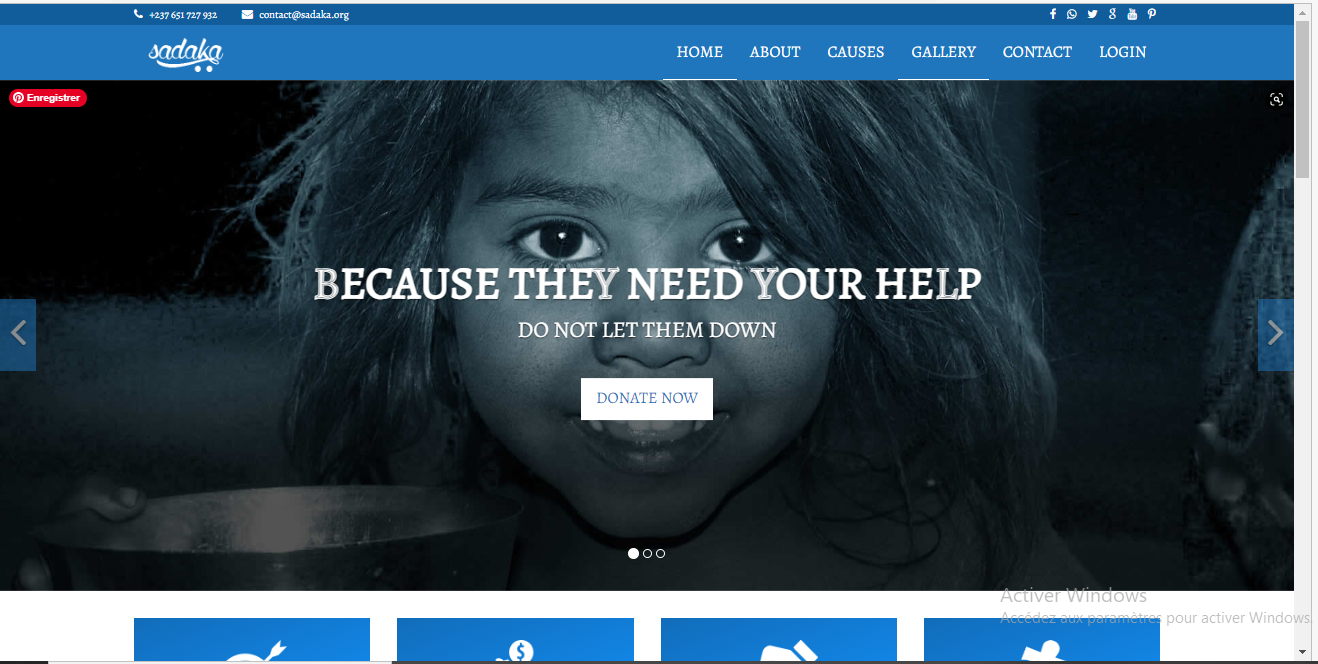 +237 651 727 932 contact@sadaka.org
sadaka
HOME ABOUT CAUSES GALLERY CONTACT LOGIN
Enregistrer
BECAUSE THEY NEED YOUR HELP
DO NOT LET THEM DOWN
DONATE NOW
Activer Windows
Accédez aux paramètres pour activer Windows.